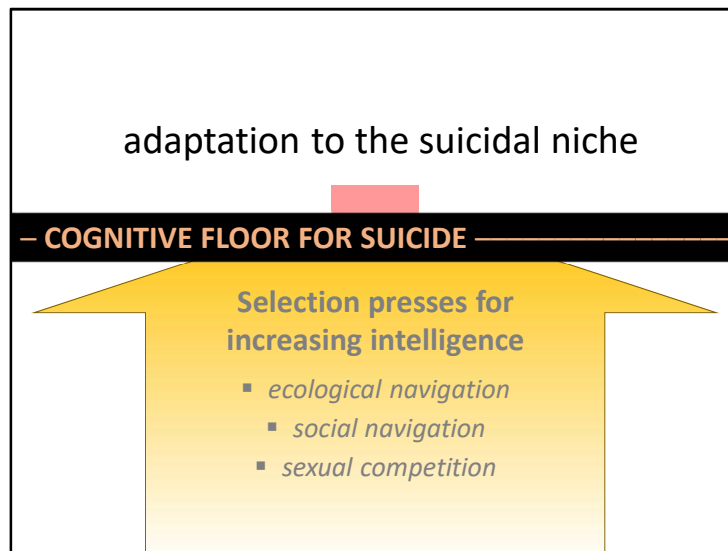 adaptation to the suicidal niche
– COGNITIVE FLOOR FOR SUICIDE ––––––––––––––––
Selection presses for
increasing intelligence
▪ ecological navigation
▪ social navigation
▪ sexual competition